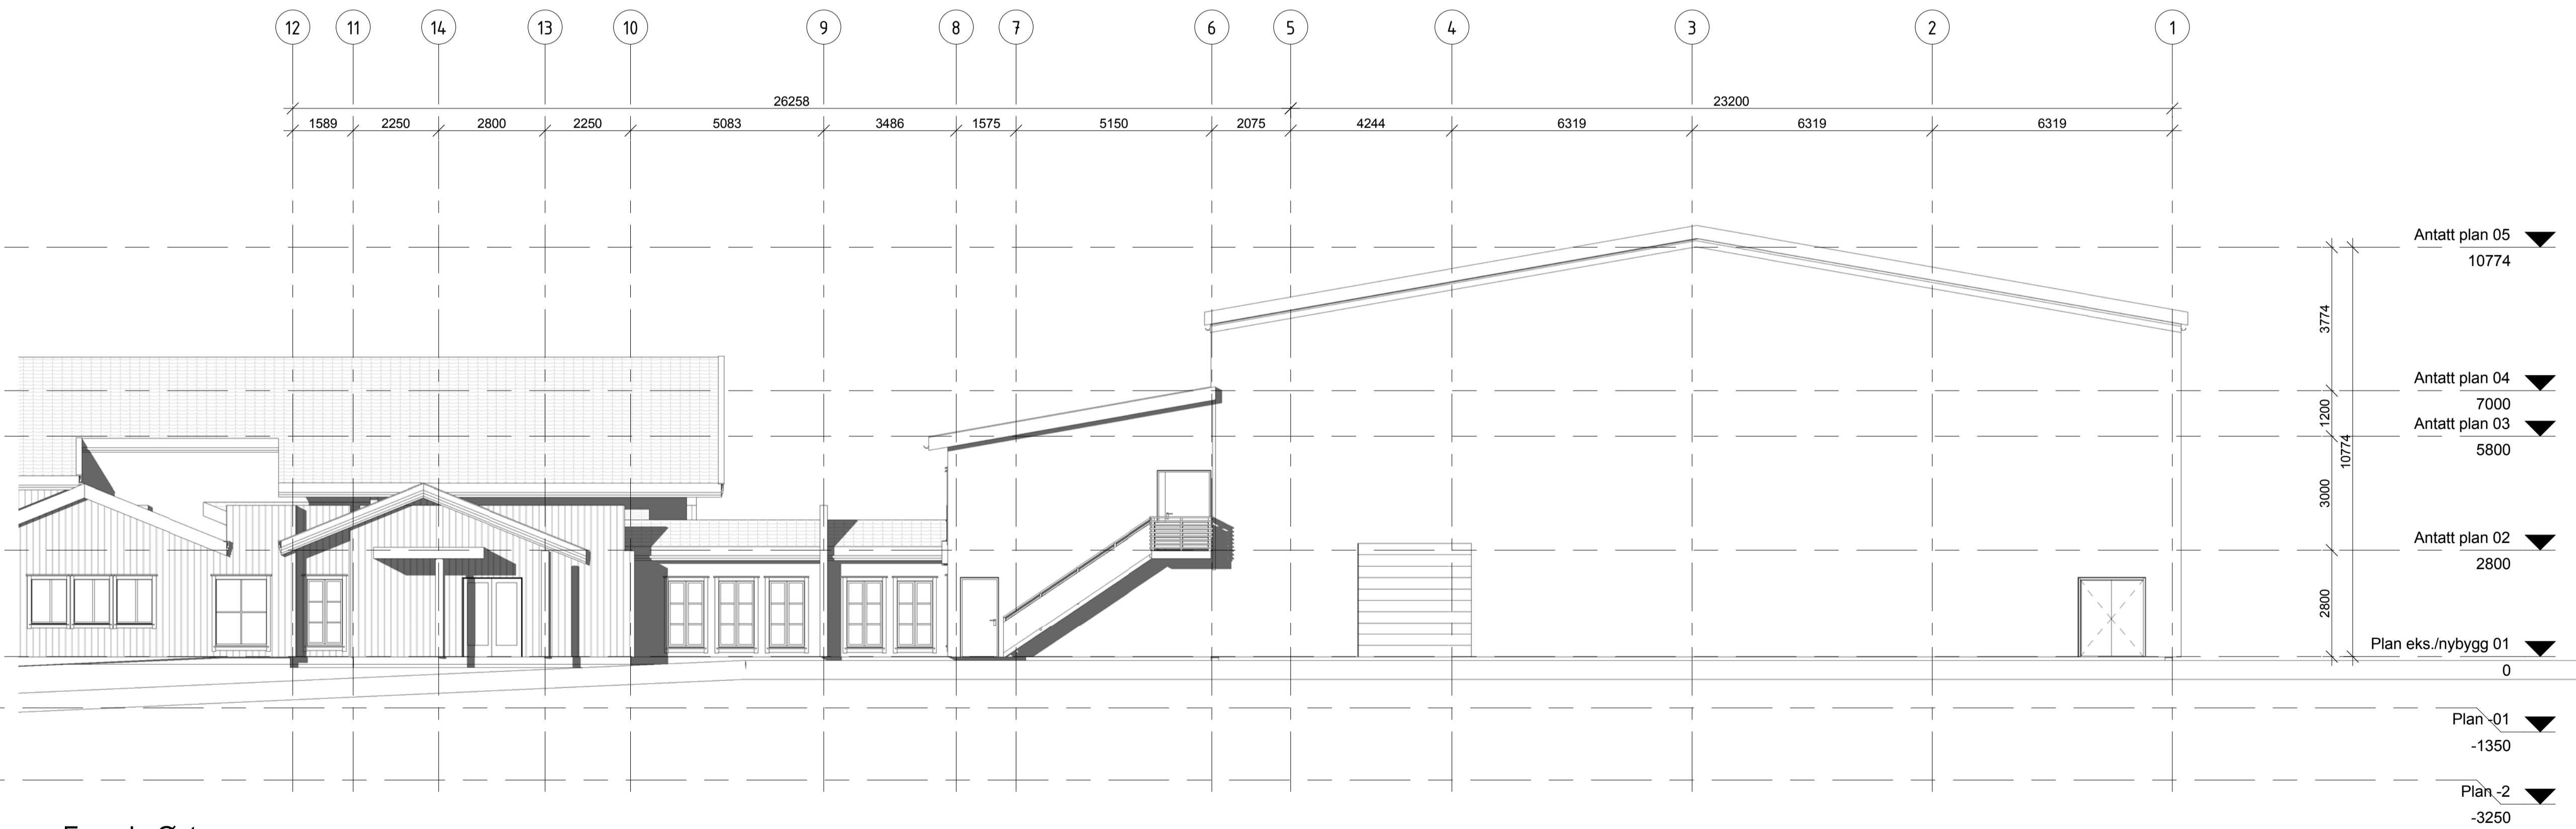 12 11 14 13 10 9 8 7 6 5 4 3 2 1
26258 23200
1589 2250 2800 2250 5083 3486 1575 5150 2075 4244 6319 6319 6319
Antatt plan 05
10774
3774
Antatt plan 04
7000
1200
Antatt plan 03
5800
10774
3000
Antatt plan 02
2800
2800
Plan eks./nybygg 01
0
Plan -01
-1350
Plan -2
-3250